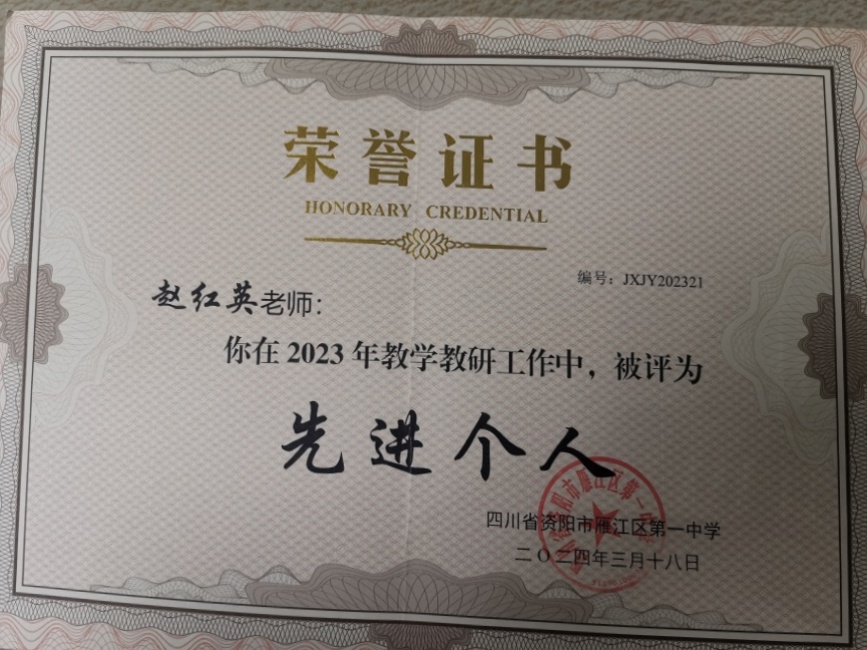 荣誉证书
HONORARY CREDENTIAL
编号：JXJY202321
赵红英老师：
你在2023年教学教研工作中，被评为
先进个人
四川省资阳市雁江区第一中学
二〇二四年三月十八日